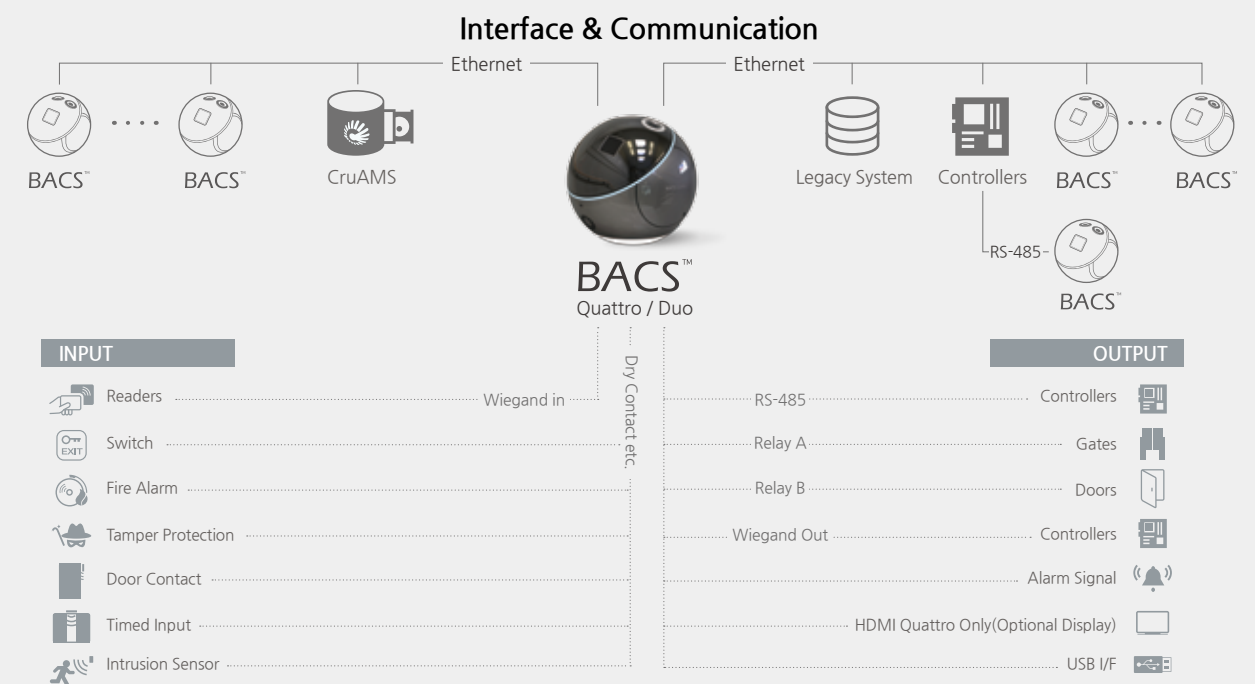 Interface & Communication
Ethernet
Ethernet
BACS™
BACS™
CruAMS
Legacy System
Controllers
BACS™
BACS™
RS-485
BACS™
BACS™
Quattro / Duo
INPUT
OUTPUT
Dry Contact etc.
Readers
Wiegand in
RS-485
Controllers
EXIT
Switch
Relay A
Gates
Fire Alarm
Relay B
Doors
Tamper Protection
Wiegand Out
Controllers
Door Contact
Alarm Signal
Timed Input
HDMI Quattro Only(Optional Display)
Intrusion Sensor
USB I/F